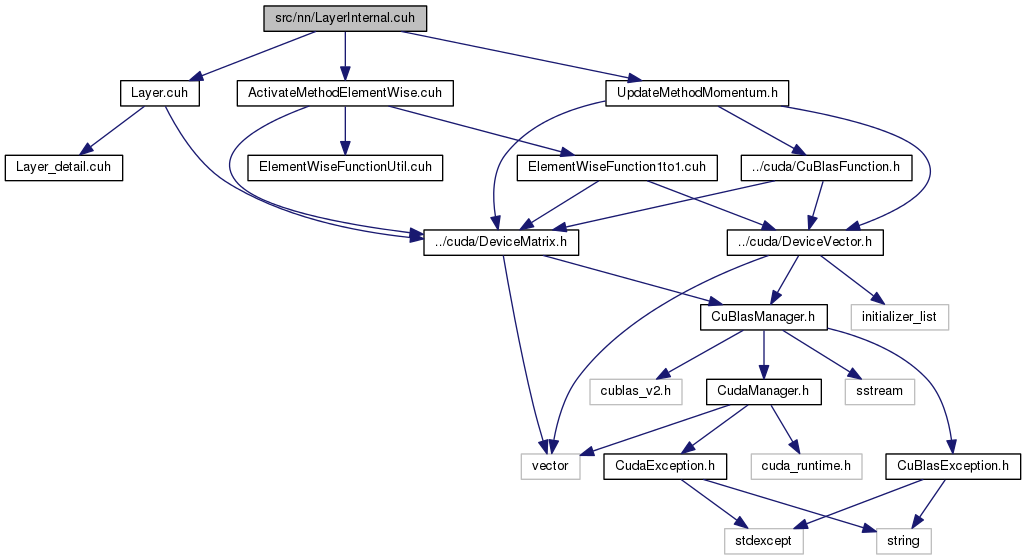 src/nn/LayerInternal.cuh
Layer.cuh
ActivateMethodElementWise.cuh
UpdateMethodMomentum.h
Layer_detail.cuh
ElementWiseFunctionUtil.cuh
ElementWiseFunction1to1.cuh
../cuda/CuBlasFunction.h
../cuda/DeviceMatrix.h
../cuda/DeviceVector.h
CuBlasManager.h
initializer_list
cublas_v2.h
CudaManager.h
sstream
vector
CudaException.h
cuda_runtime.h
CuBlasException.h
stdexcept
string